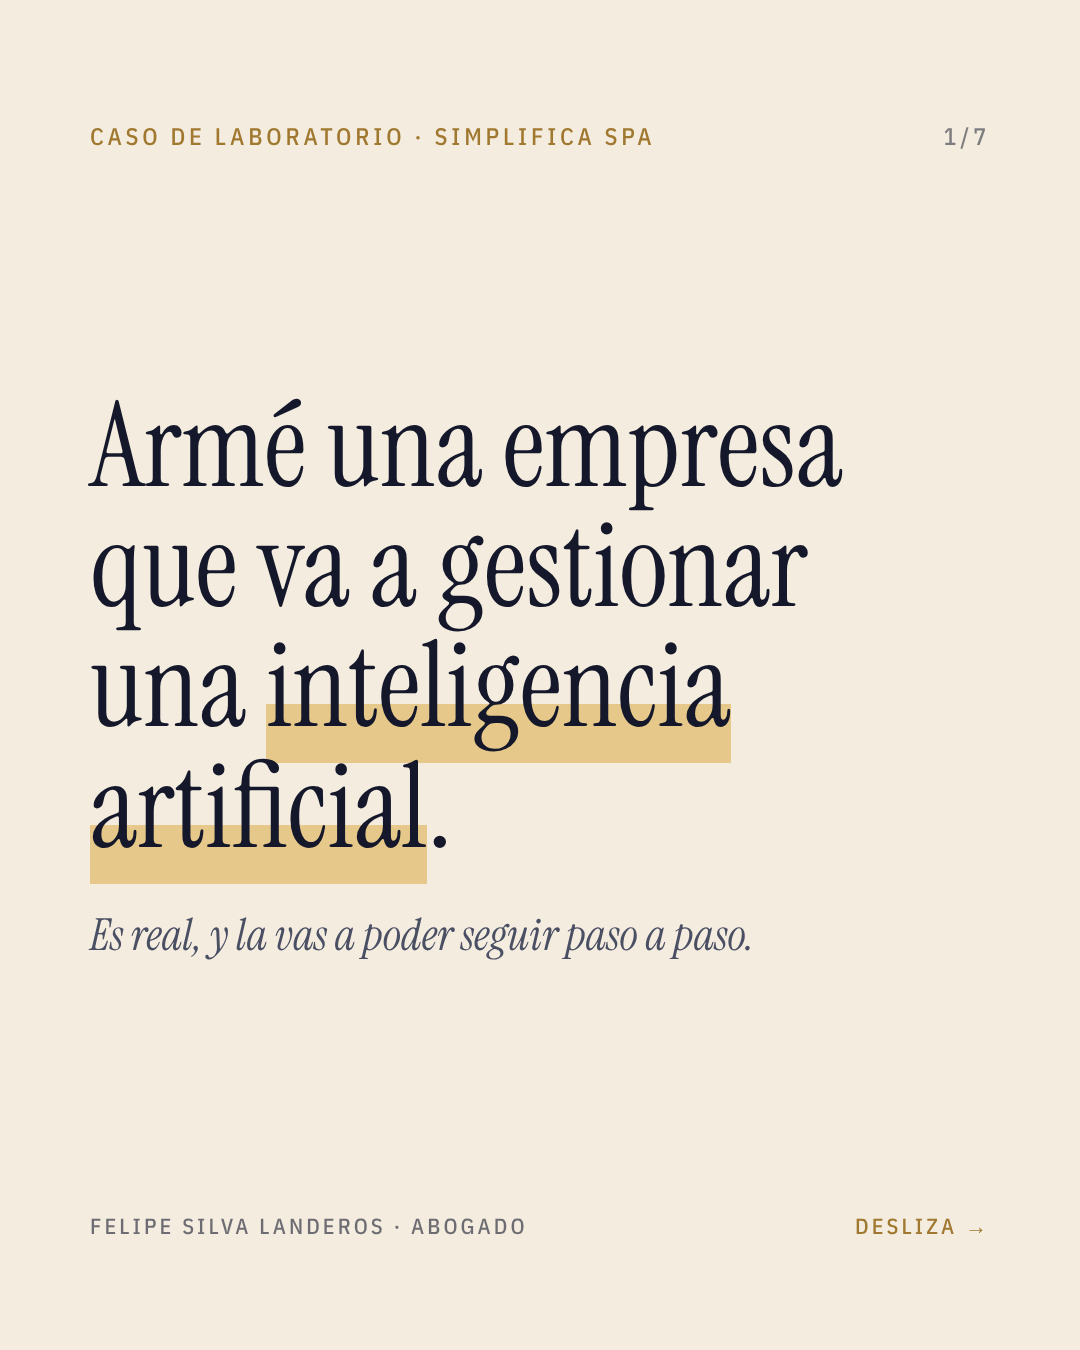 CASO DE LABORATORIO · SIMPLIFICA SPA
1/7
Armé una empresa
que va a gestionar
una inteligencia
artificial.
Es real, y la vas a poder seguir paso a paso.
FELIPE SILVA LANDEROS · ABOGADO
DESLIZA →